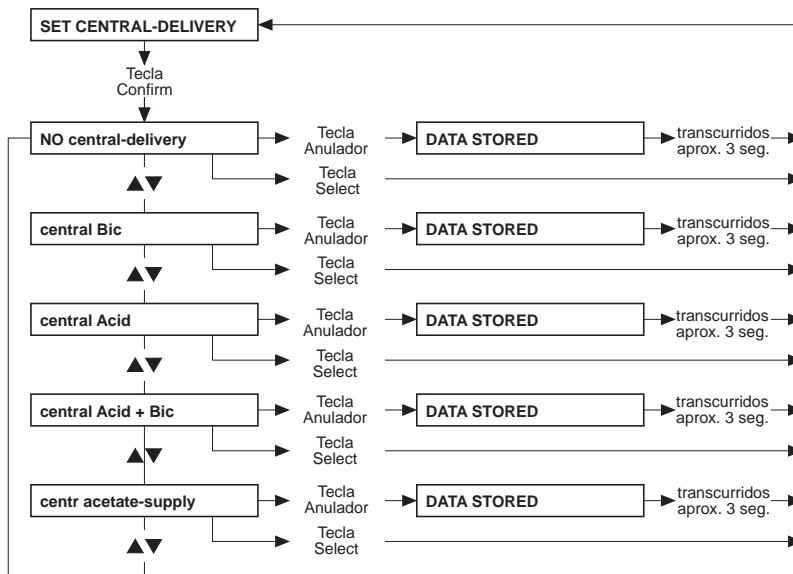 SET CENTRAL-DELIVERY
Tecla
Confirm
NO central-delivery
Tecla
Anulador
DATA STORED
transcurridos
aprox. 3 seg.
Tecla
Select
central Bic
Tecla
Anulador
DATA STORED
transcurridos
aprox. 3 seg.
Tecla
Select
central Acid
Tecla
Anulador
DATA STORED
transcurridos
aprox. 3 seg.
Tecla
Select
central Acid + Bic
Tecla
Anulador
DATA STORED
transcurridos
aprox. 3 seg.
Tecla
Select
centr acetate-supply
Tecla
Anulador
DATA STORED
transcurridos
aprox. 3 seg.
Tecla
Select